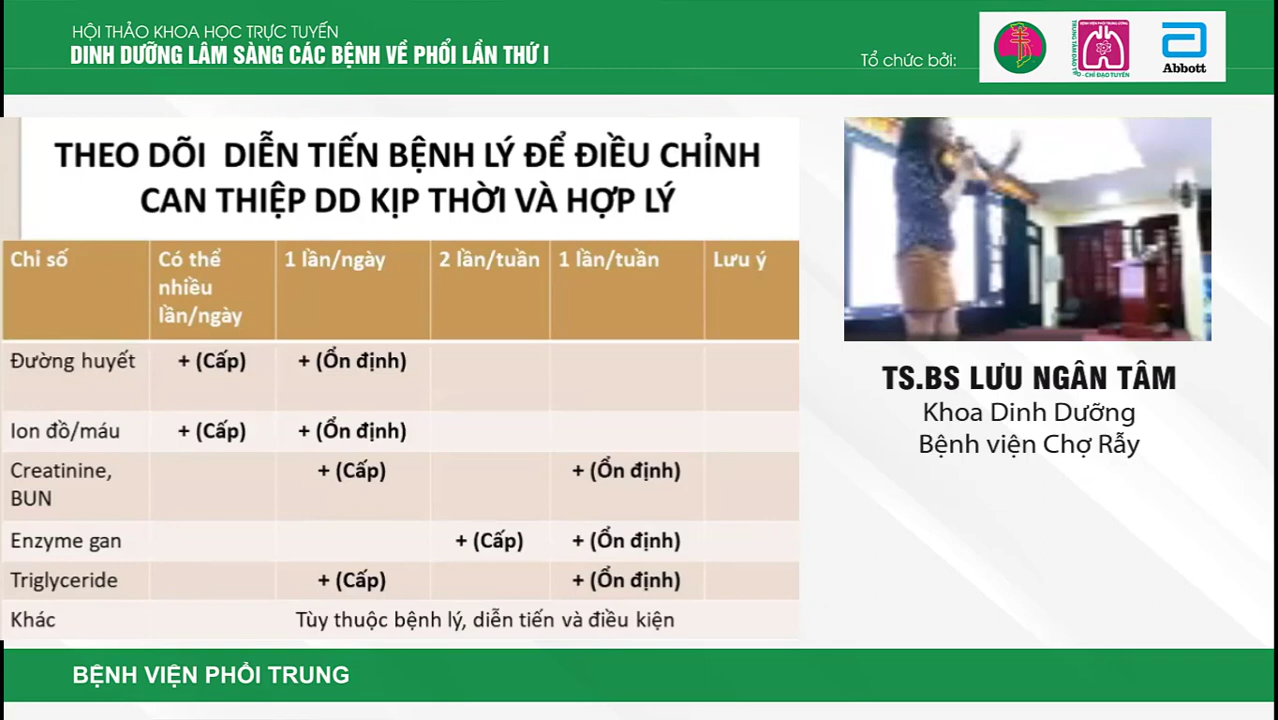 HỘI THẢO KHOA HỌC TRỰC TUYẾN
DINH DƯỠNG LÂM SÀNG CÁC BỆNH VỀ PHỔI LẦN THỨ I
Tổ chức bởi:
BỆNH VIỆN PHỔI TRUNG ƯƠNG
Abbott
THEO DÕI DIỄN TIẾN BỆNH LÝ ĐỂ ĐIỀU CHỈNH
CAN THIỆP DD KỊP THỜI VÀ HỢP LÝ
Chỉ số Có thể nhiều lần/ngày 1 lần/ngày 2 lần/tuần 1 lần/tuần Lưu ý
Đường huyết + (Cấp) + (Ổn định)
Ion đồ/máu + (Cấp) + (Ổn định)
Creatinine, BUN + (Cấp) + (Ổn định)
Enzyme gan + (Cấp) + (Ổn định)
Triglyceride + (Cấp) + (Ổn định)
Khác Tùy thuộc bệnh lý, diễn tiến và điều kiện
TS.BS LƯU NGÂN TÂM
Khoa Dinh Dưỡng
Bệnh viện Chợ Rẫy
BỆNH VIỆN PHỔI TRUNG